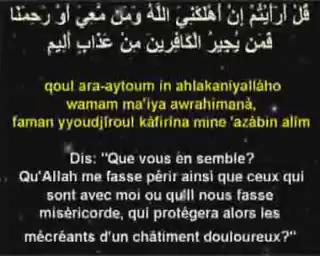 قُلْ أَرَأَيْتُمْ إِنْ أَهْلَكَنِيَ اللَّهُ وَمَن مَّعِيَ أَوْ رَحِمَنَا
فَمَن يُجِيرُ الْكَافِرِينَ مِنْ عَذَابٍ أَلِيمٍ
qoul ara-aytoum in ahlakaniyallâho
wamam ma'iya awrahimanà,
faman yyoudjîroul kâfirîna mine 'azâbin alîm
Dis: "Que vous en semble?
Qu'Allah me fasse périr ainsi que ceux qui
sont avec moi ou qu'Il nous fasse
miséricorde, qui protégera alors les
mécréants d'un châtiment douloureux?"